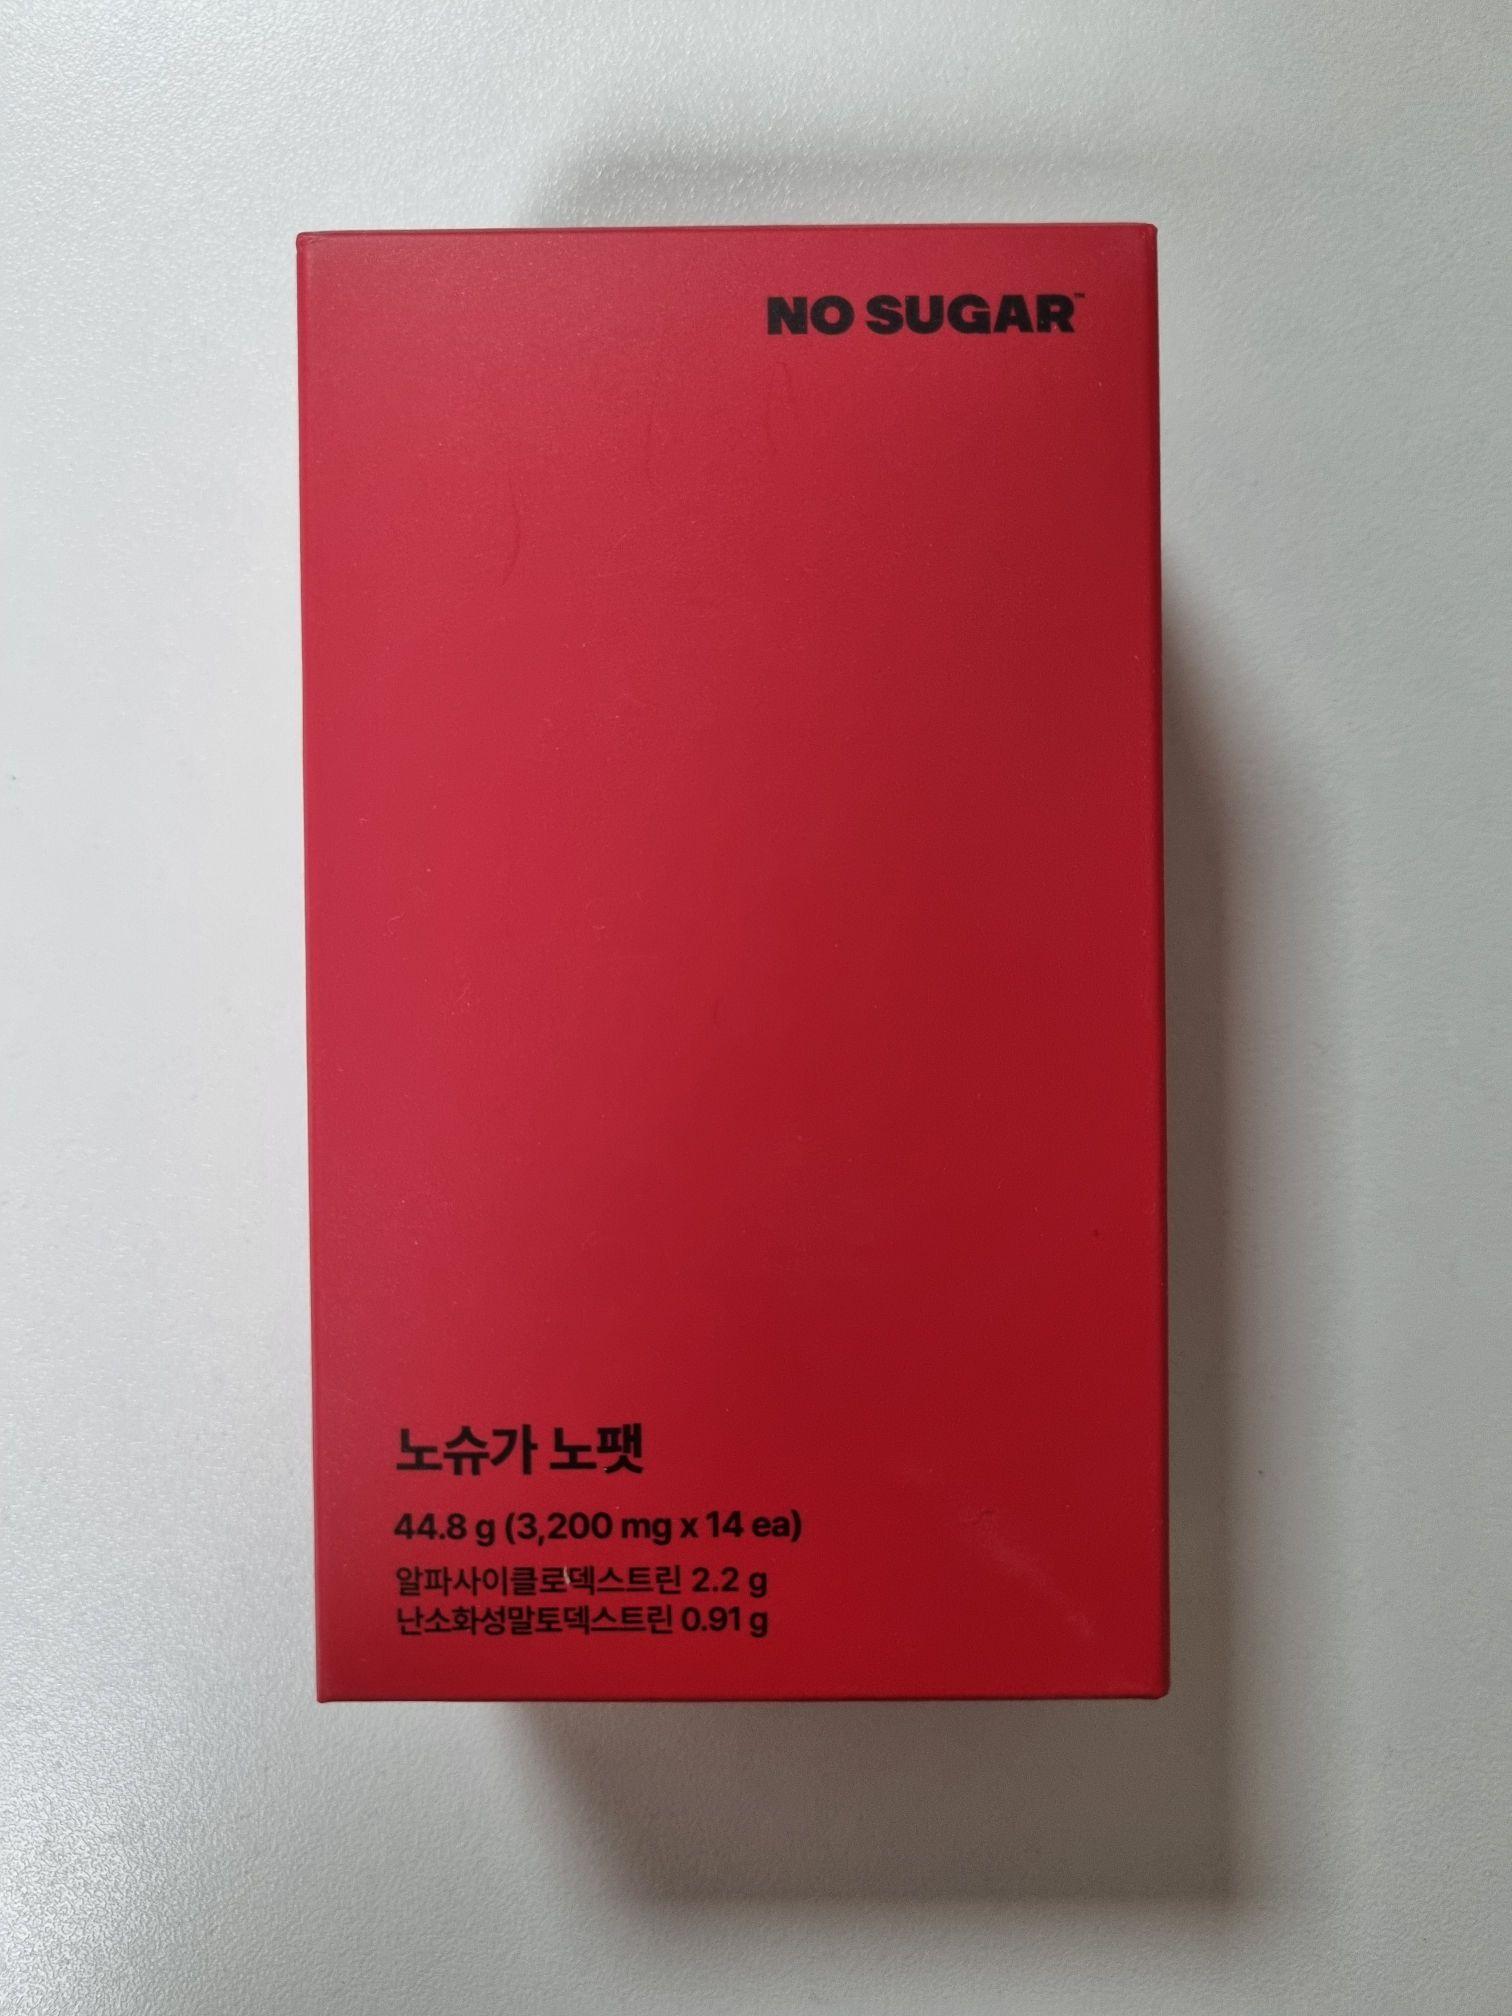 NO SUGAR™
노슈가 노팻
44.8 g (3,200 mg x 14 ea)
알파사이클로덱스트린 2.2 g
난소화성말토덱스트린 0.91 g